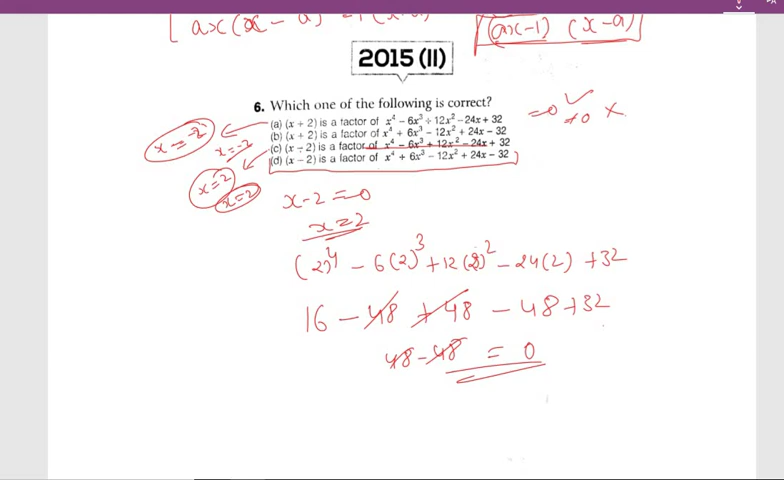 (ax-1) (x-a)
2015 (II)
6. Which one of the following is correct?
(a) (x + 2) is a factor of x⁴ − 6x³ ÷ 12x² − 24x + 32
(b) (x + 2) is a factor of x⁴ + 6x³ − 12x² + 24x − 32
(c) (x − 2) is a factor of x⁴ − 6x³ + 12x² − 24x + 32
(d) (x − 2) is a factor of x⁴ + 6x³ − 12x² + 24x − 32
=0 ✓
≠0 ×
x = -2
x = -2
x = 2
x = 2
x-2 = 0
x = 2
(2)⁴ − 6(2)³ + 12(2)² − 24(2) + 32
16 − 48 + 48 − 48 + 32
48 − 48 = 0